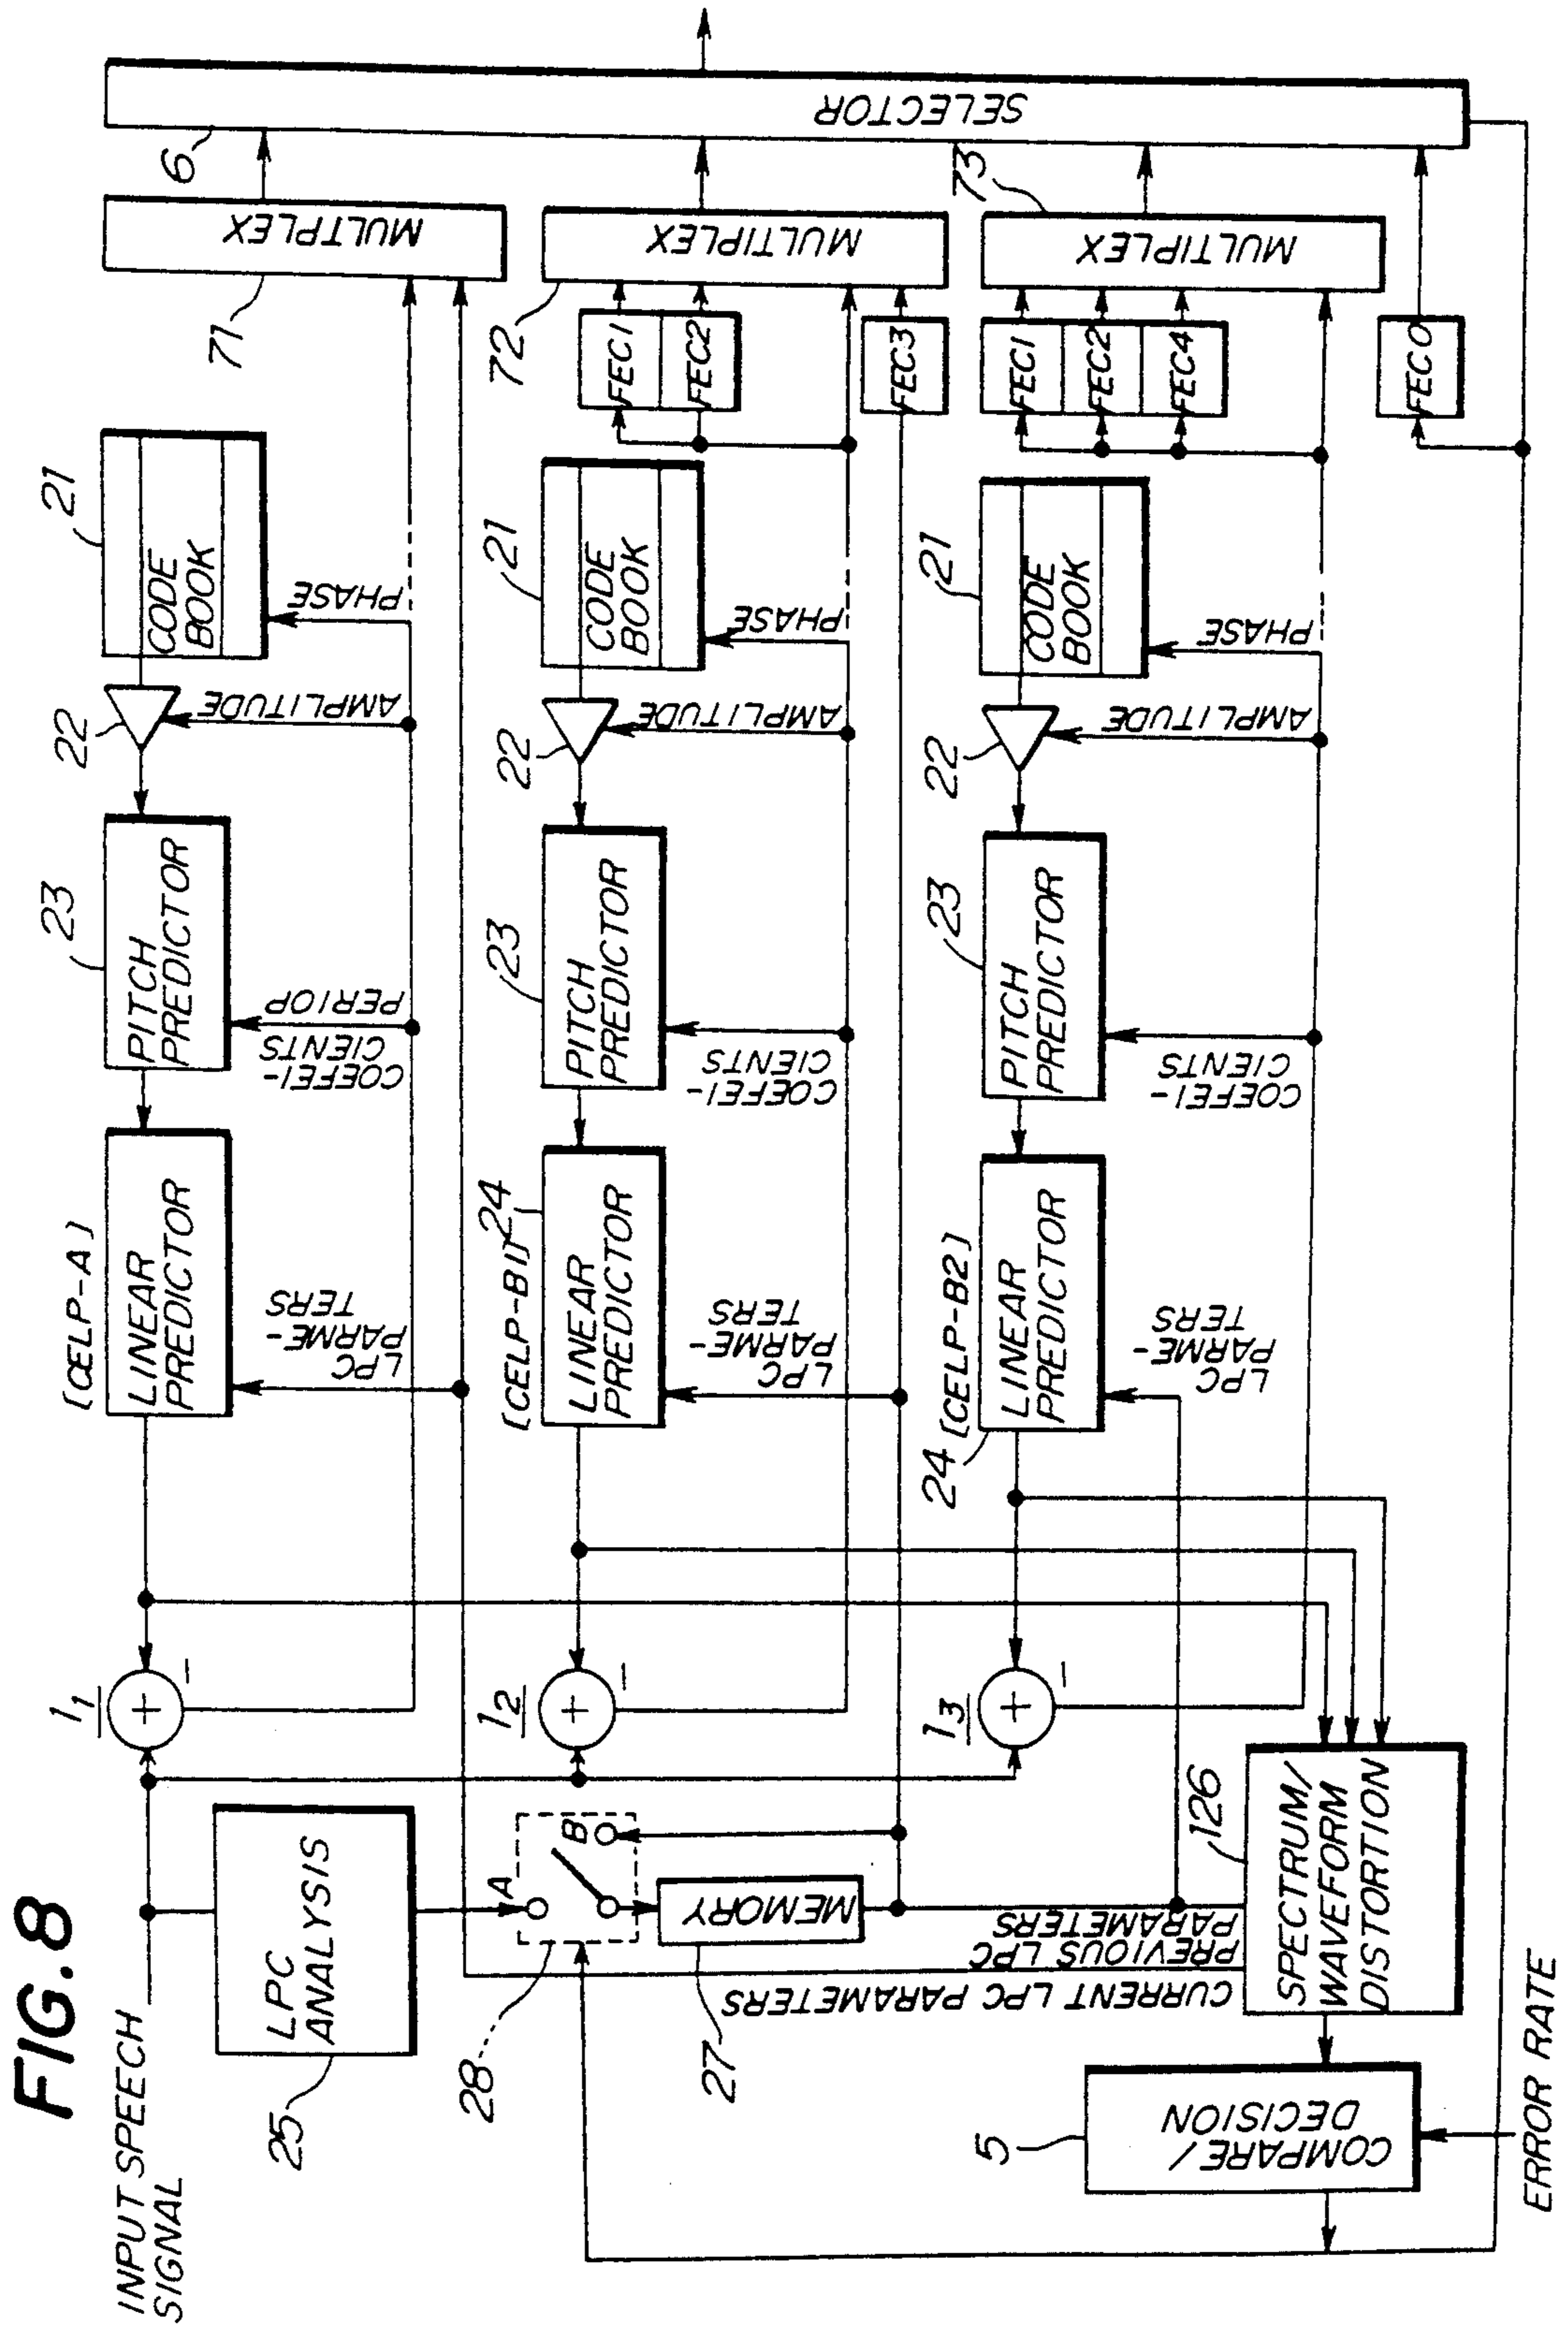 FIG. 8
INPUT SPEECH
SIGNAL
25
LPC
ANALYSIS
1₁
+
-
[CELP-A]
LINEAR
PREDICTOR
LPC
PARME-
TERS
23
PITCH
PREDICTOR
PERIOP
COEFEI-
CIENTS
22
AMPLITUDE
21
CODE
BOOK
PHASE
71
MULTPLEX
6
SELECTOR
28
A
B
27
MEMORY
1₂
+
-
[CELP-B1]
24
LINEAR
PREDICTOR
LPC
PARME-
TERS
23
PITCH
PREDICTOR
COEFEI-
CIENTS
22
AMPLITUDE
21
CODE
BOOK
PHASE
72
FEC1
FEC2
FEC3
MULTIPLEX
PREVIOUS LPC
PARAMETERS
CURRENT LPC PARAMETERS
1₃
+
-
24
[CELP-B2]
LINEAR
PREDICTOR
LPC
PARME-
TERS
23
PITCH
PREDICTOR
COEFEI-
CIENTS
22
AMPLITUDE
21
CODE
BOOK
PHASE
73
FEC1
FEC2
FEC4
FEC0
MULTIPLEX
5
COMPARE/
DECISION
126
SPECTRUM/
WAVEFORM
DISTORTION
ERROR RATE